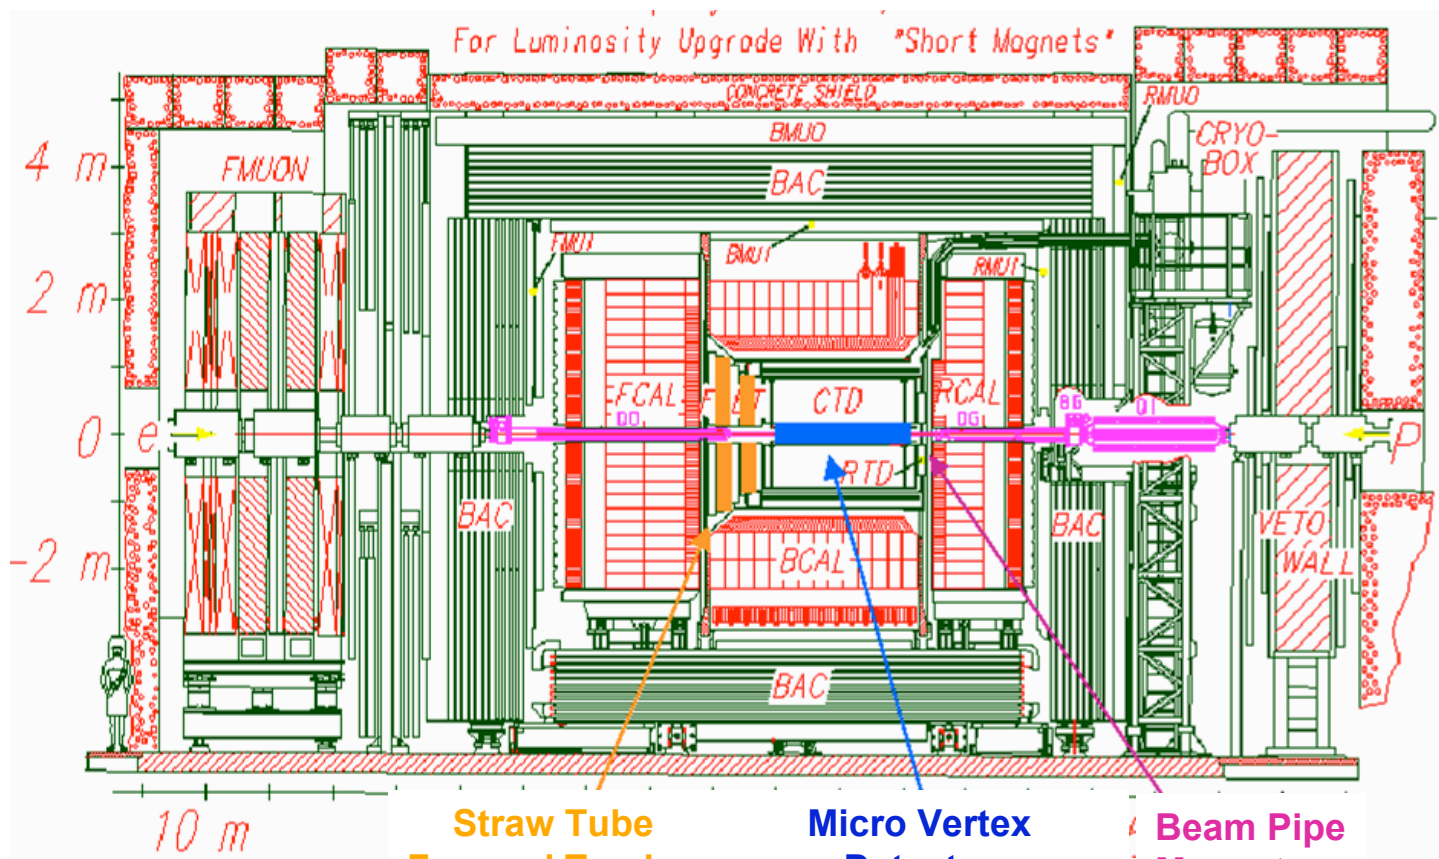 For Luminosity Upgrade With "Short Magnets"
CONCRETE SHIELD
RMUO
BMUO
CRYO-
BOX
4 m
FMUON
BAC
FMUI
BMUI
RMUI
2 m
FCAL
CTD
RCAL
QO
QG
BG
QI
0
e
p
RTD
BAC
BAC
VETO
WALL
-2 m
BCAL
BAC
10 m
Straw Tube
Micro Vertex
Beam Pipe